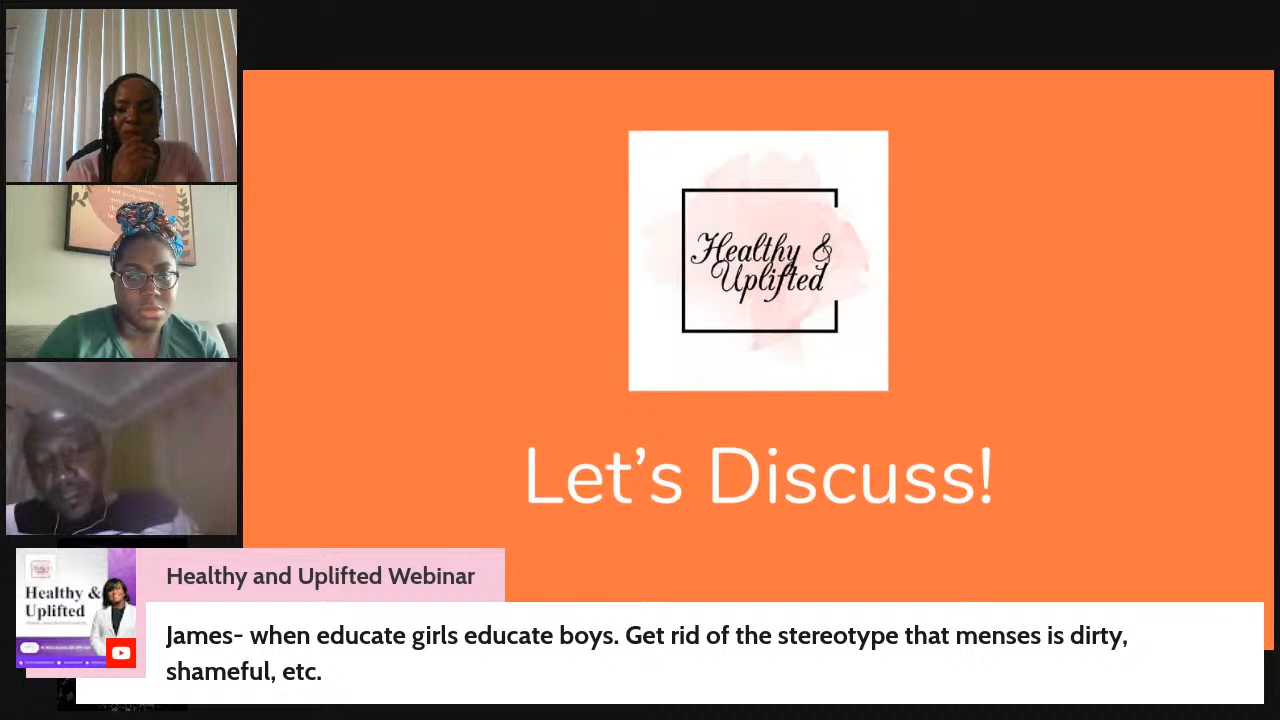 Healthy &
Uplifted
Let's Discuss!
Healthy and Uplifted Webinar
Healthy &
Uplifted
James- when educate girls educate boys. Get rid of the stereotype that menses is dirty,
shameful, etc.